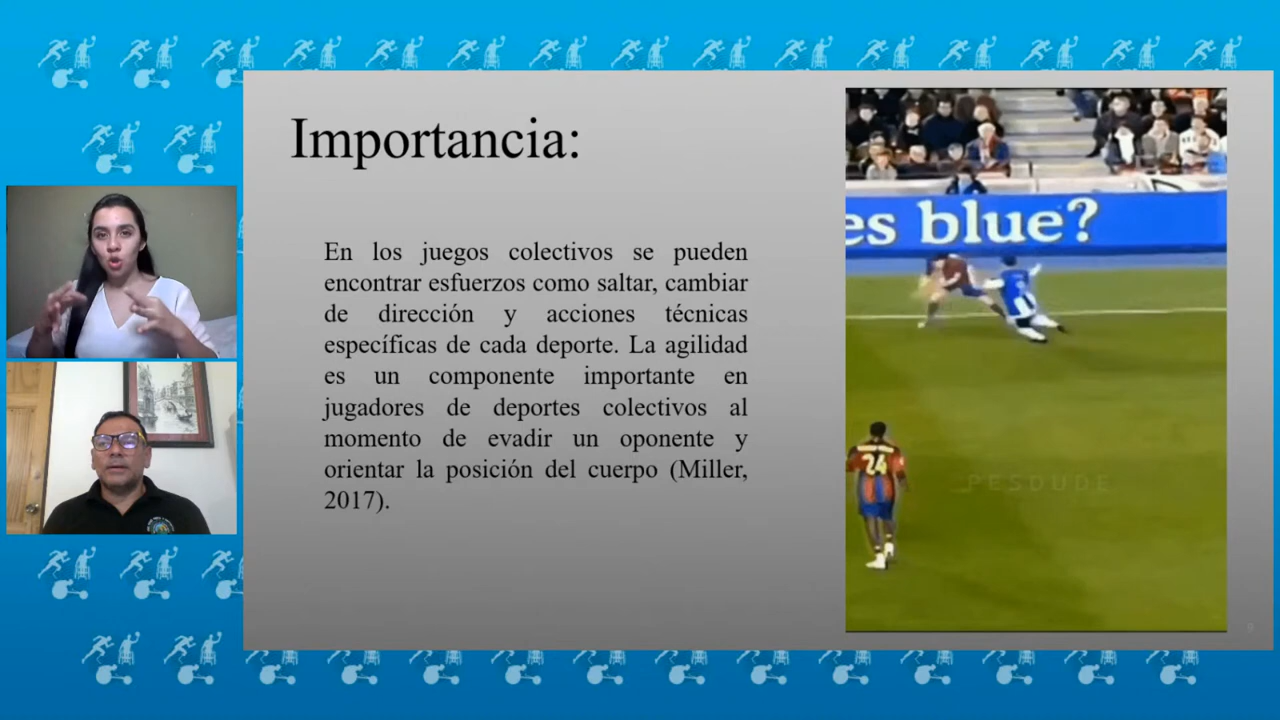 Importancia:
En los juegos colectivos se pueden
encontrar esfuerzos como saltar, cambiar
de dirección y acciones técnicas
específicas de cada deporte. La agilidad
es un componente importante en
jugadores de deportes colectivos al
momento de evadir un oponente y
orientar la posición del cuerpo (Miller,
2017).
es blue?
24
PESDUDE
9